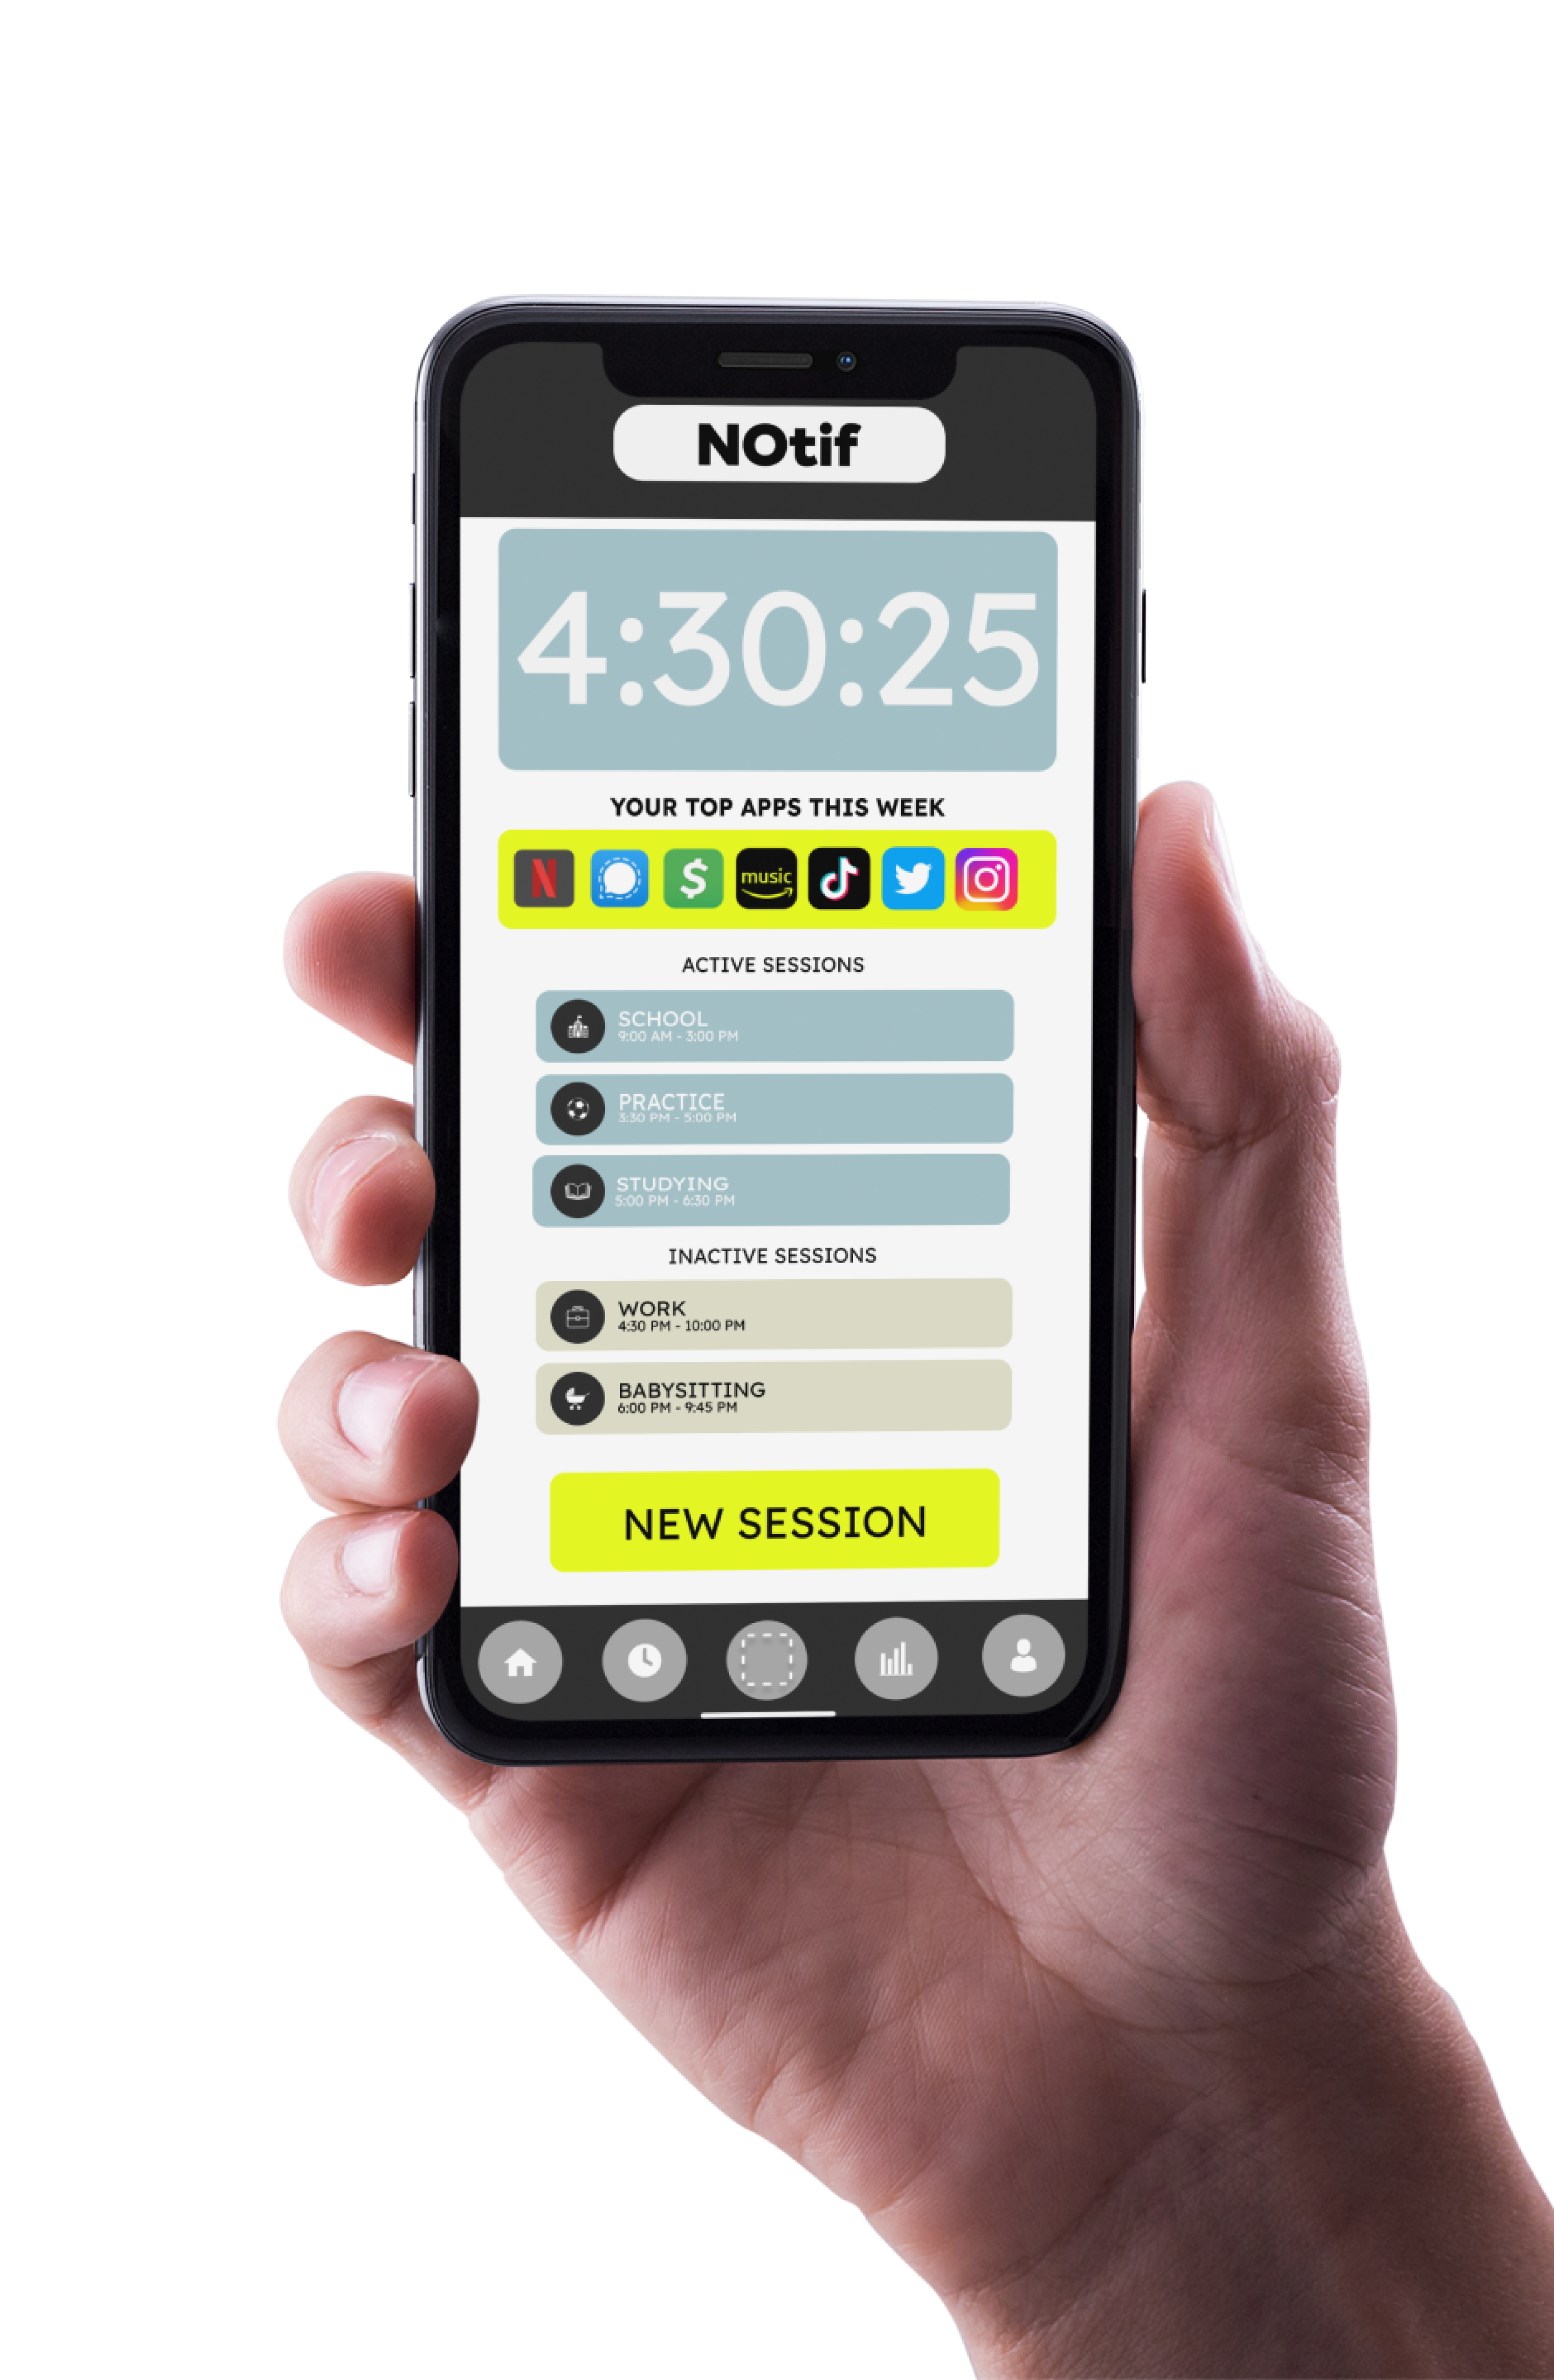 NOtif
4:30:25
YOUR TOP APPS THIS WEEK
N
$
music
ACTIVE SESSIONS
SCHOOL
9:00 AM - 3:00 PM
PRACTICE
3:30 PM - 5:00 PM
STUDYING
5:00 PM - 6:30 PM
INACTIVE SESSIONS
WORK
4:30 PM - 10:00 PM
BABYSITTING
6:00 PM - 9:45 PM
NEW SESSION